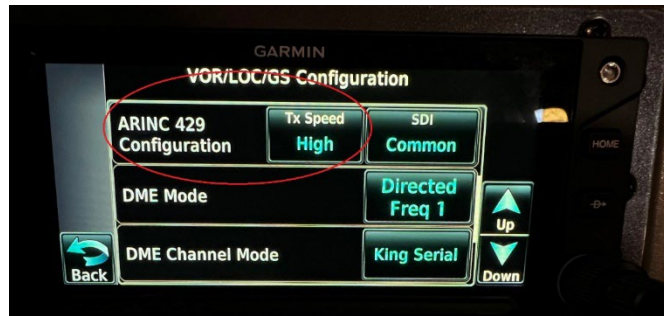 GARMIN
VOR/LOC/GS Configuration
ARINC 429
Configuration
Tx Speed
High
SDI
Common
DME Mode
Directed
Freq 1
Up
DME Channel Mode
King Serial
Back
Down
HOME